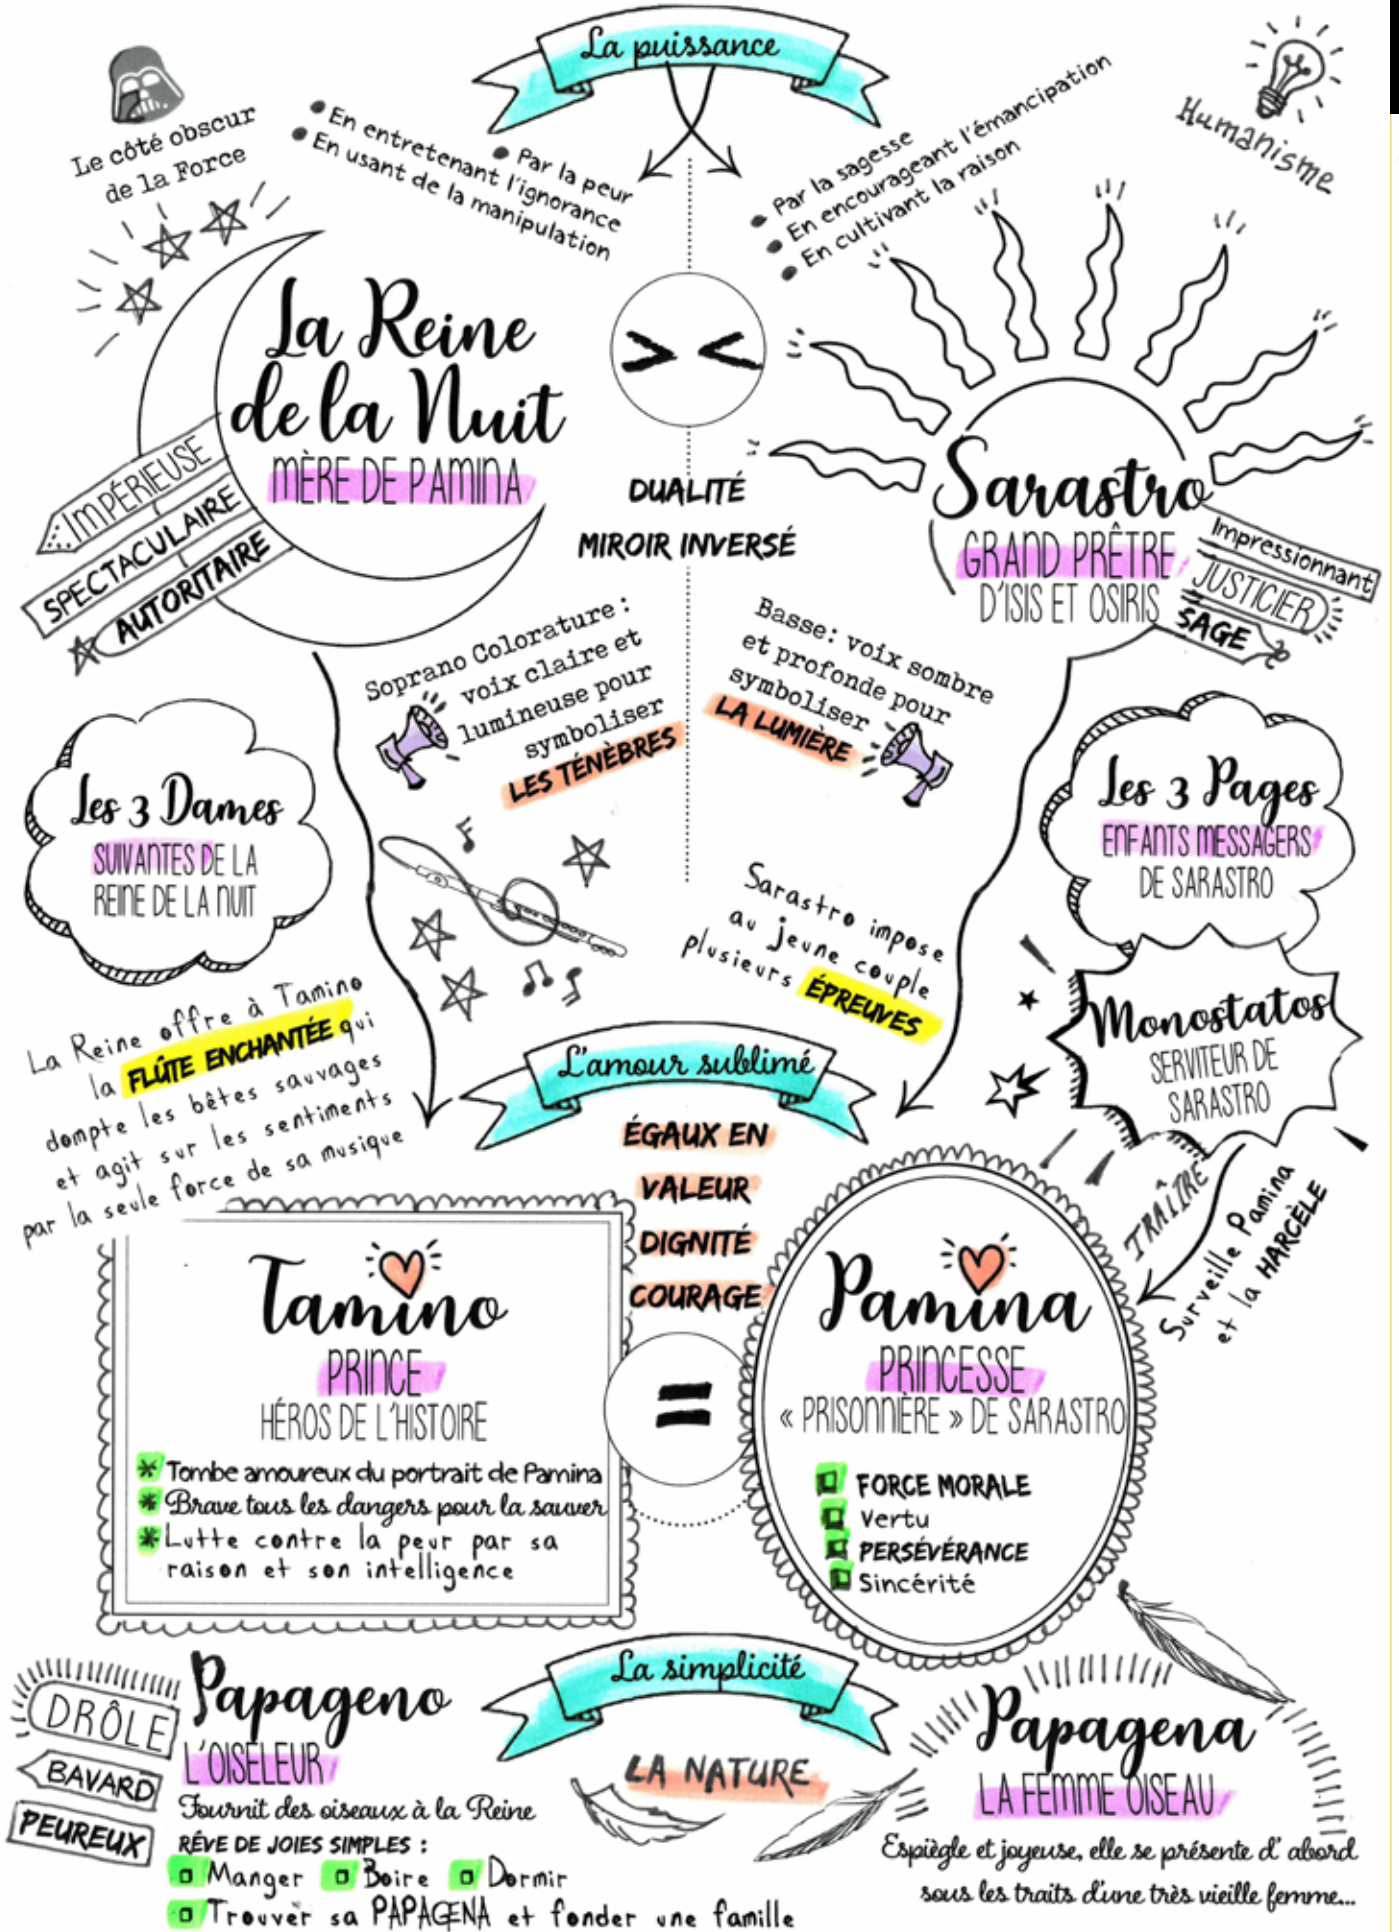 La puissance
Le côté obscur
de la Force
En entretenant l'ignorance
Par la peur
En usant de la manipulation
Par la sagesse
En encourageant l'émancipation
En cultivant la raison
Humanisme
La Reine
de la Nuit
MÈRE DE PAMINA
IMPÉRIEUSE
SPECTACULAIRE
AUTORITAIRE
> <
DUALITÉ
MIROIR INVERSÉ
Sarastro
GRAND PRÊTRE
D'ISIS ET OSIRIS
Impressionnant
JUSTICIER
SAGE
Soprano Colorature :
voix claire et
lumineuse pour
symboliser
LES TÉNÈBRES
Basse: voix sombre
et profonde pour
symboliser
LA LUMIÈRE
Les 3 Dames
SUIVANTES DE LA
REINE DE LA NUIT
Les 3 Pages
ENFANTS MESSAGERS
DE SARASTRO
La Reine offre à Tamino
la FLÛTE ENCHANTÉE qui
dompte les bêtes sauvages
et agit sur les sentiments
par la seule force de sa musique
Sarastro impose
au jeune couple
plusieurs ÉPREUVES
Monostatos
SERVITEUR DE
SARASTRO
TRAÎTRE
Surveille Pamina
et la HARCÈLE
L'amour sublimé
ÉGAUX EN
VALEUR
DIGNITÉ
COURAGE
=
Tamino
PRINCE
HÉROS DE L'HISTOIRE
Tombe amoureux du portrait de Pamina
Brave tous les dangers pour la sauver
Lutte contre la peur par sa
raison et son intelligence
Pamina
PRINCESSE
« PRISONNIÈRE » DE SARASTRO
FORCE MORALE
Vertu
PERSÉVÉRANCE
Sincérité
La simplicité
LA NATURE
DRÔLE
BAVARD
PEUREUX
Papageno
L'OISELEUR
Fournit des oiseaux à la Reine
RÊVE DE JOIES SIMPLES :
Manger Boire Dormir
Trouver sa PAPAGENA et fonder une famille
Papagena
LA FEMME OISEAU
Espiègle et joyeuse, elle se présente d' abord
sous les traits d'une très vieille femme...